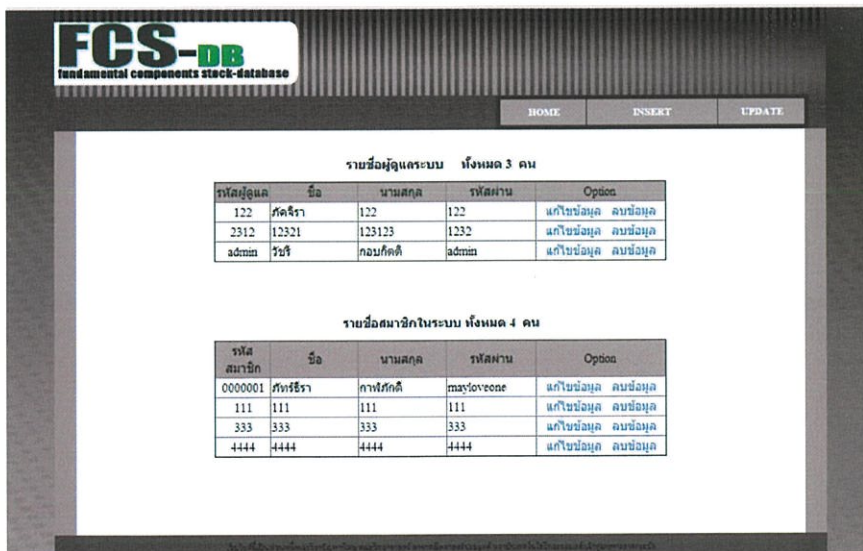 FCS-DB
fundamental components stock-database
HOME INSERT UPDATE
รายชื่อผู้ดูแลระบบ ทั้งหมด 3 คน
รหัสผู้ดูแล ชื่อ นามสกุล รหัสผ่าน Option
122 ภัคจิรา 122 122 แก้ไขข้อมูล ลบข้อมูล
2312 12321 123123 1232 แก้ไขข้อมูล ลบข้อมูล
admin วัชรี กอบกิตติ admin แก้ไขข้อมูล ลบข้อมูล
รายชื่อสมาชิกในระบบ ทั้งหมด 4 คน
รหัส
สมาชิก ชื่อ นามสกุล รหัสผ่าน Option
0000001 ภัทร์ธีรา กาฬภักดี mayloveone แก้ไขข้อมูล ลบข้อมูล
111 111 111 111 แก้ไขข้อมูล ลบข้อมูล
333 333 333 333 แก้ไขข้อมูล ลบข้อมูล
4444 4444 4444 4444 แก้ไขข้อมูล ลบข้อมูล